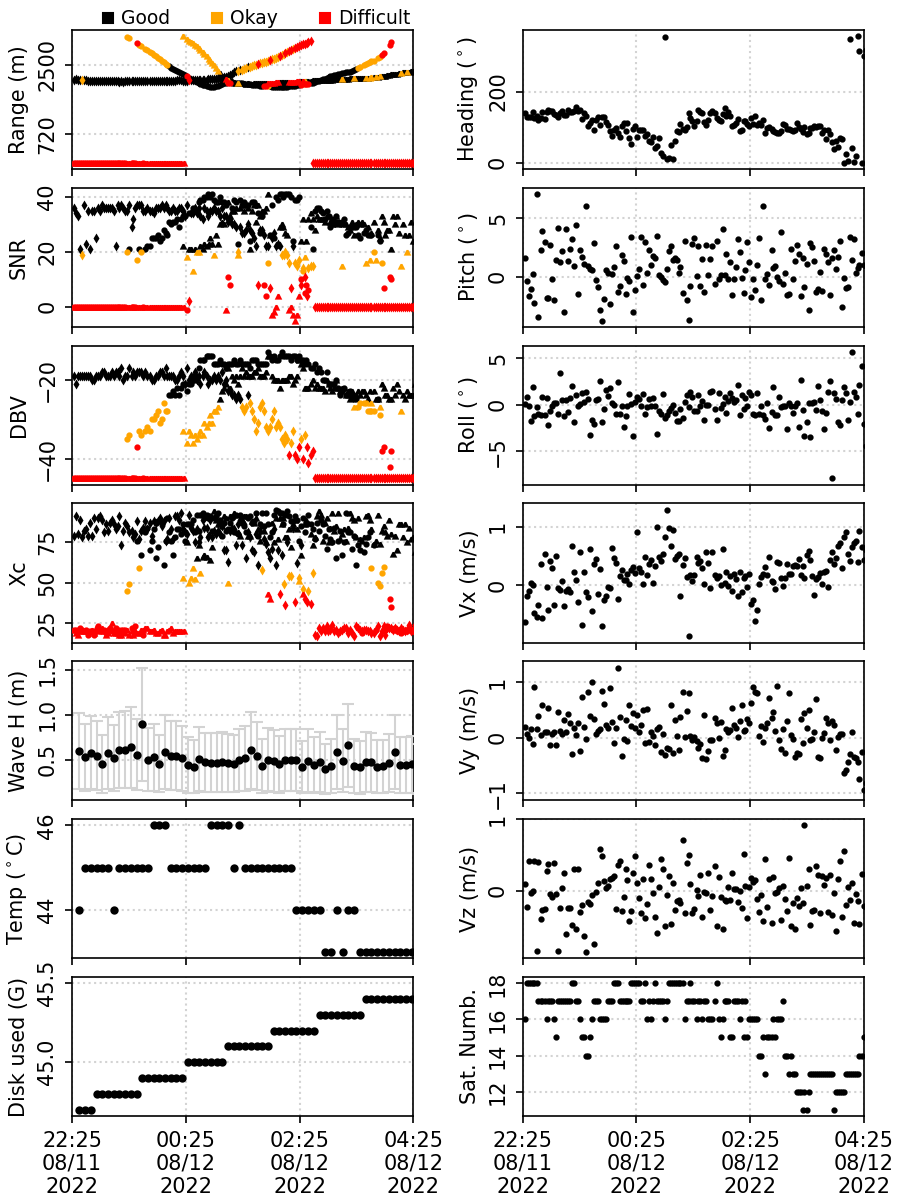 Good Okay Difficult
Range (m)
2500
720
Heading (°)
200
0
SNR
40
20
0
Pitch (°)
5
0
DBV
−20
−40
Roll (°)
5
0
−5
Xc
75
50
25
Vx (m/s)
1
0
Wave H (m)
1.5
1.0
0.5
Vy (m/s)
1
0
−1
Temp (°C)
46
44
Vz (m/s)
1
0
Disk used (G)
45.5
45.0
Sat. Numb.
18
16
14
12
22:25 00:25 02:25 04:25
08/11 08/12 08/12 08/12
2022 2022 2022 2022
22:25 00:25 02:25 04:25
08/11 08/12 08/12 08/12
2022 2022 2022 2022